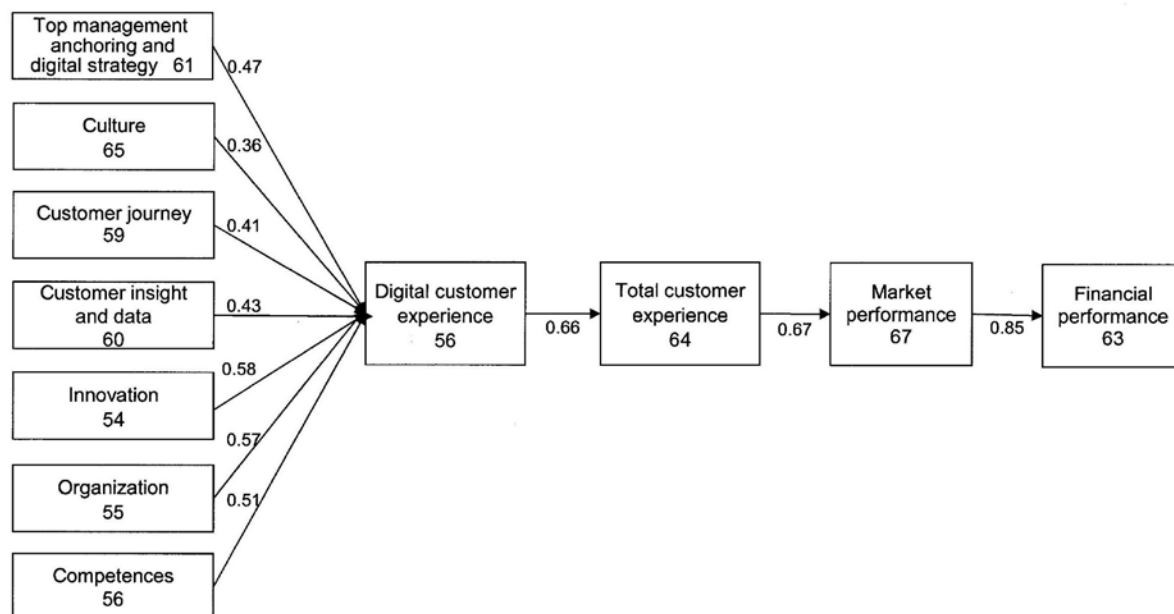 Top management
anchoring and
digital strategy 61
0.47
Culture
65
0.36
Customer journey
59
0.41
Customer insight
and data
60
0.43
Innovation
54
0.58
Organization
55
0.57
Competences
56
0.51
Digital customer
experience
56
0.66
Total customer
experience
64
0.67
Market
performance
67
0.85
Financial
performance
63